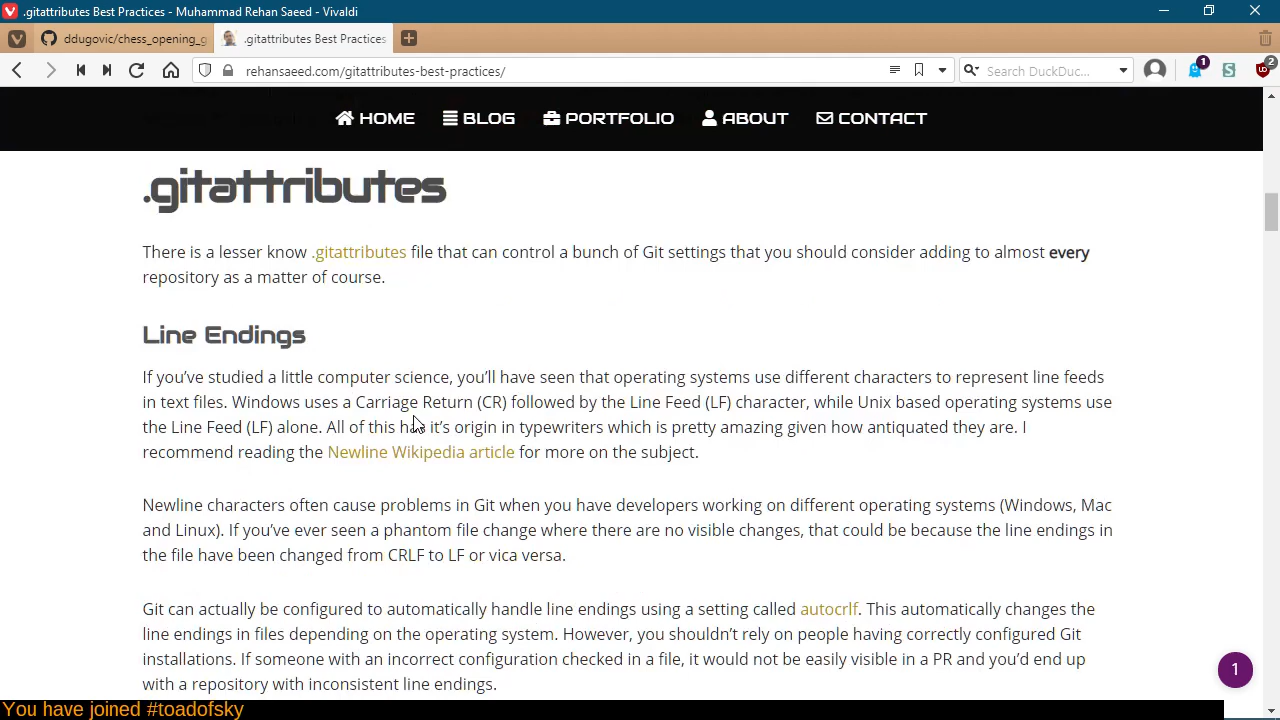 .gitattributes Best Practices - Muhammad Rehan Saeed - Vivaldi
ddugovic/chess_opening_g
.gitattributes Best Practices
rehansaeed.com/gitattributes-best-practices/
Search DuckDuc...
1
2
HOME
BLOG
PORTFOLIO
ABOUT
CONTACT
.gitattributes
There is a lesser know .gitattributes file that can control a bunch of Git settings that you should consider adding to almost every
repository as a matter of course.
Line Endings
If you’ve studied a little computer science, you’ll have seen that operating systems use different characters to represent line feeds
in text files. Windows uses a Carriage Return (CR) followed by the Line Feed (LF) character, while Unix based operating systems use
the Line Feed (LF) alone. All of this has it’s origin in typewriters which is pretty amazing given how antiquated they are. I
recommend reading the Newline Wikipedia article for more on the subject.
Newline characters often cause problems in Git when you have developers working on different operating systems (Windows, Mac
and Linux). If you’ve ever seen a phantom file change where there are no visible changes, that could be because the line endings in
the file have been changed from CRLF to LF or vica versa.
Git can actually be configured to automatically handle line endings using a setting called autocrlf. This automatically changes the
line endings in files depending on the operating system. However, you shouldn’t rely on people having correctly configured Git
installations. If someone with an incorrect configuration checked in a file, it would not be easily visible in a PR and you’d end up
with a repository with inconsistent line endings.
1
You have joined #toadofsky